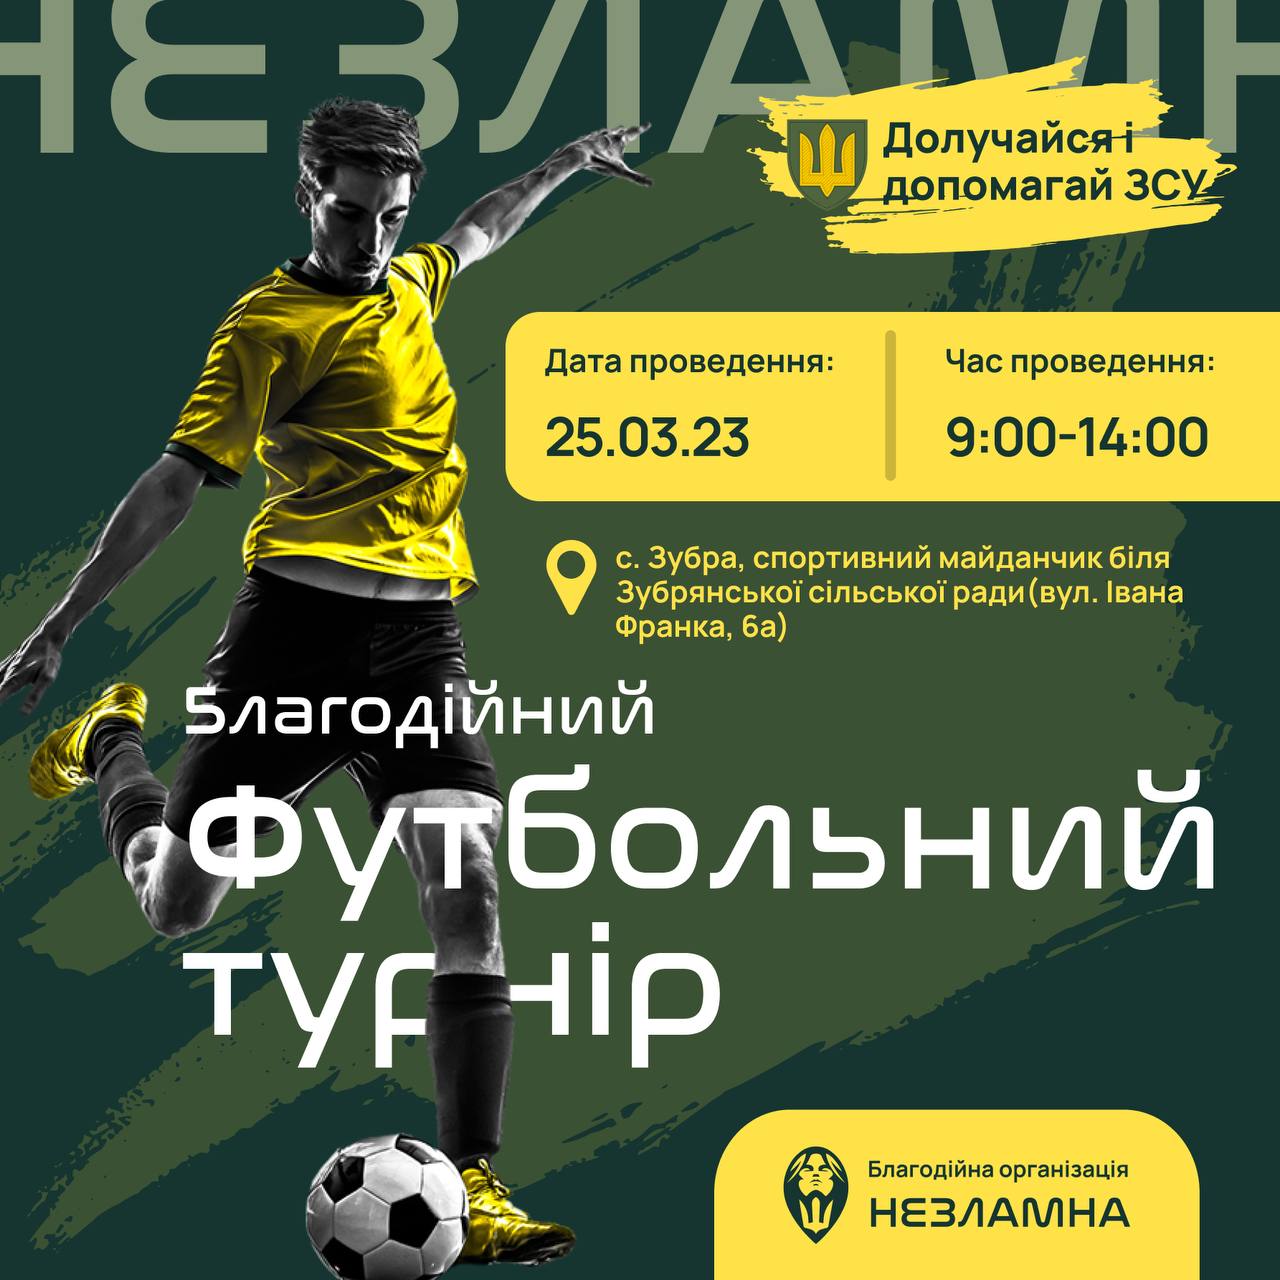 НЕЗЛАМН
Долучайся і
допомагай ЗСУ
Дата проведення:
25.03.23
Час проведення:
9:00-14:00
с. Зубра, спортивний майданчик біля
Зубрянської сільської ради(вул. Івана
Франка, 6а)
Благодійний
Футбольний
турнір
Благодійна організація
НЕЗЛАМНА